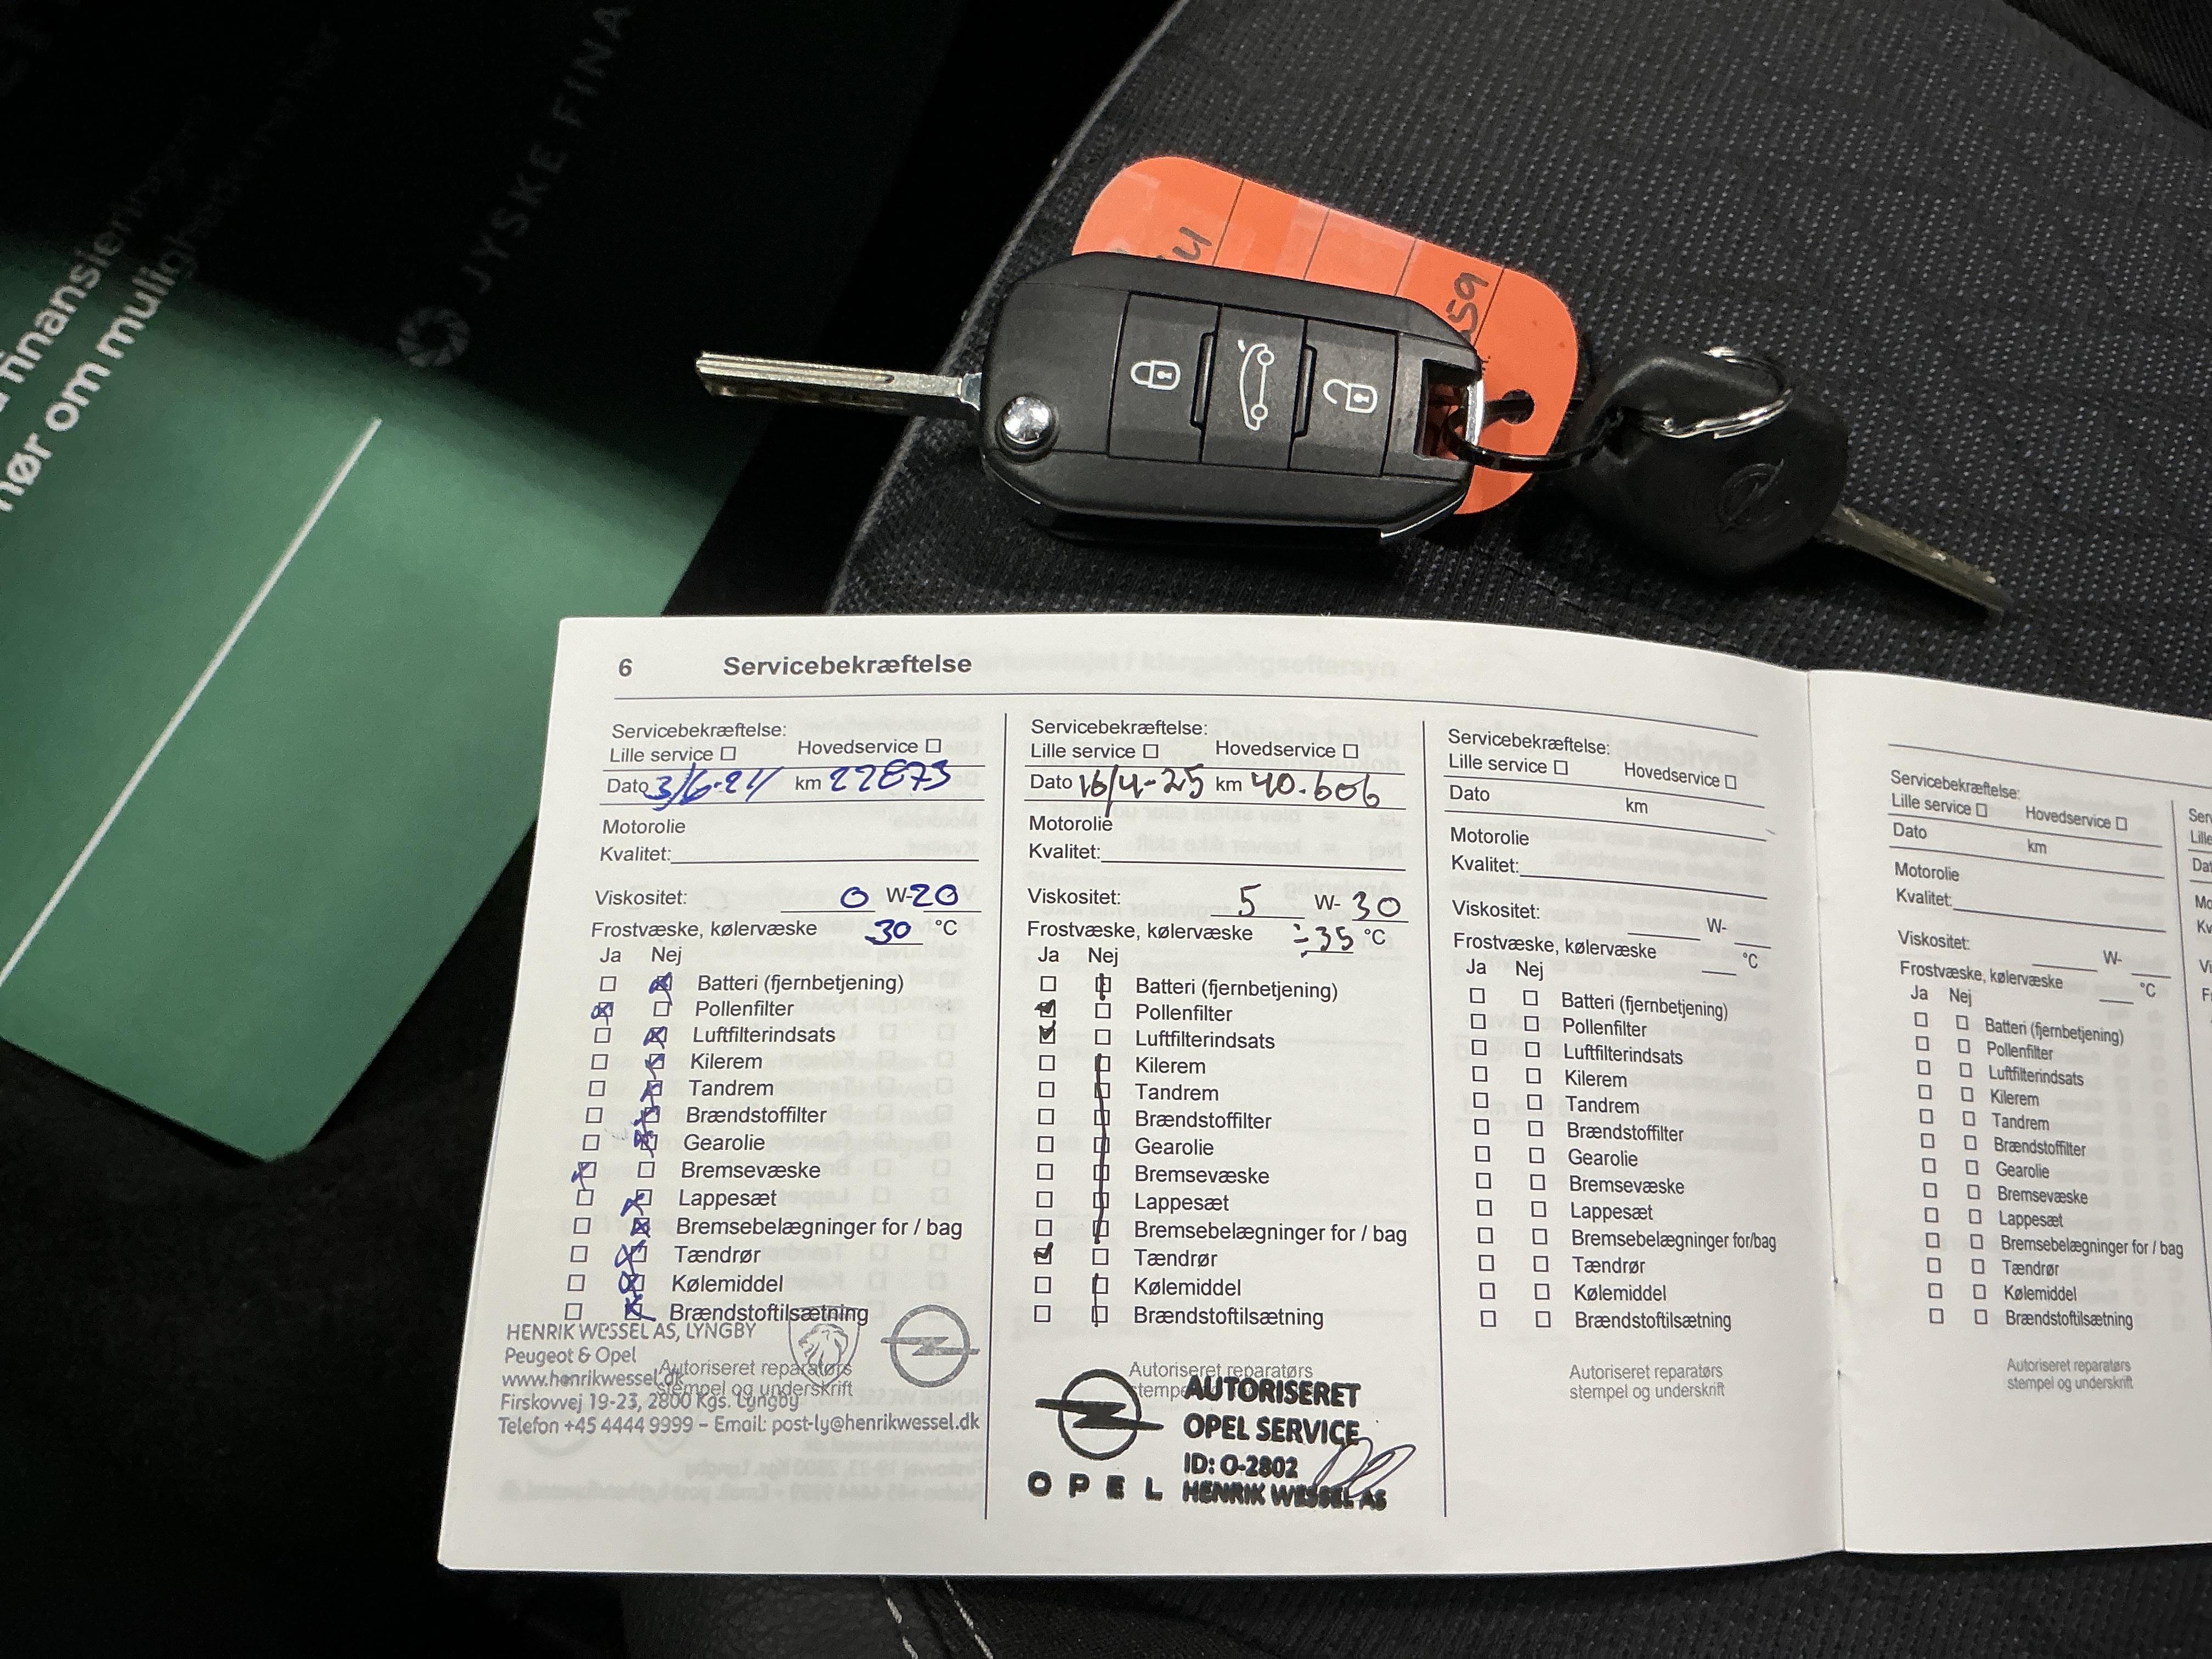 finansiering
hør om mulighederne her
JYSKE FINA
59
6 Servicebekræftelse
Servicebekræftelse:
Lille service ☐ Hovedservice ☐
Dato 3/6-21 km 22873
Motorolie
Kvalitet:
Viskositet: 0 W-20
Frostvæske, kølervæske -30 °C
Ja Nej
Batteri (fjernbetjening)
Pollenfilter
Luftfilterindsats
Kilerem
Tandrem
Brændstoffilter
Gearolie
Bremsevæske
Lappesæt
Bremsebelægninger for / bag
Tændrør
Kølemiddel
Brændstoftilsætning
HENRIK WESSEL AS, LYNGBY
Peugeot & Opel
www.henrikwessel.dk
Autoriseret reparatørs
stempel og underskrift
Firskovvej 19-23, 2800 Kgs. Lyngby
Telefon +45 4444 9999 – Email: post-ly@henrikwessel.dk
Servicebekræftelse:
Lille service ☐ Hovedservice ☐
Dato 16/4-25 km 40.606
Motorolie
Kvalitet:
Viskositet: 5 W- 30
Frostvæske, kølervæske ÷35 °C
Ja Nej
Batteri (fjernbetjening)
Pollenfilter
Luftfilterindsats
Kilerem
Tandrem
Brændstoffilter
Gearolie
Bremsevæske
Lappesæt
Bremsebelægninger for / bag
Tændrør
Kølemiddel
Brændstoftilsætning
Autoriseret reparatørs
AUTORISERET
OPEL SERVICE
ID: O-2802
OPEL HENRIK WESSEL AS
Servicebekræftelse:
Lille service ☐ Hovedservice ☐
Dato km
Motorolie
Kvalitet:
Viskositet: W-
Frostvæske, kølervæske °C
Ja Nej
Batteri (fjernbetjening)
Pollenfilter
Luftfilterindsats
Kilerem
Tandrem
Brændstoffilter
Gearolie
Bremsevæske
Lappesæt
Bremsebelægninger for/bag
Tændrør
Kølemiddel
Brændstoftilsætning
Autoriseret reparatørs
stempel og underskrift
Servicebekræftelse:
Lille service ☐ Hovedservice ☐
Dato km
Motorolie
Kvalitet:
Viskositet: W-
Frostvæske, kølervæske °C
Ja Nej
Batteri (fjernbetjening)
Pollenfilter
Luftfilterindsats
Kilerem
Tandrem
Brændstoffilter
Gearolie
Bremsevæske
Lappesæt
Bremsebelægninger for / bag
Tændrør
Kølemiddel
Brændstoftilsætning
Autoriseret reparatørs
stempel og underskrift